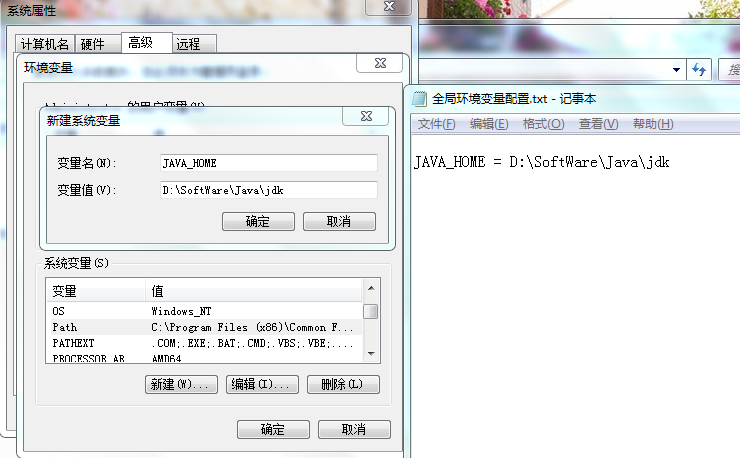 系统属性
计算机名 硬件 高级 远程
环境变量
的用户变量(U)
新建系统变量
变量名(N): JAVA_HOME
变量值(V): D:\SoftWare\Java\jdk
确定 取消
系统变量(S)
变量 值
OS Windows_NT
Path C:\Program Files (x86)\Common F...
PATHEXT .COM;.EXE;.BAT;.CMD;.VBS;.VBE;....
PROCESSOR_AR AMD64
新建(W)... 编辑(I)... 删除(L)
确定 取消
搜
全局环境变量配置.txt - 记事本
文件(F) 编辑(E) 格式(O) 查看(V) 帮助(H)
JAVA_HOME = D:\SoftWare\Java\jdk